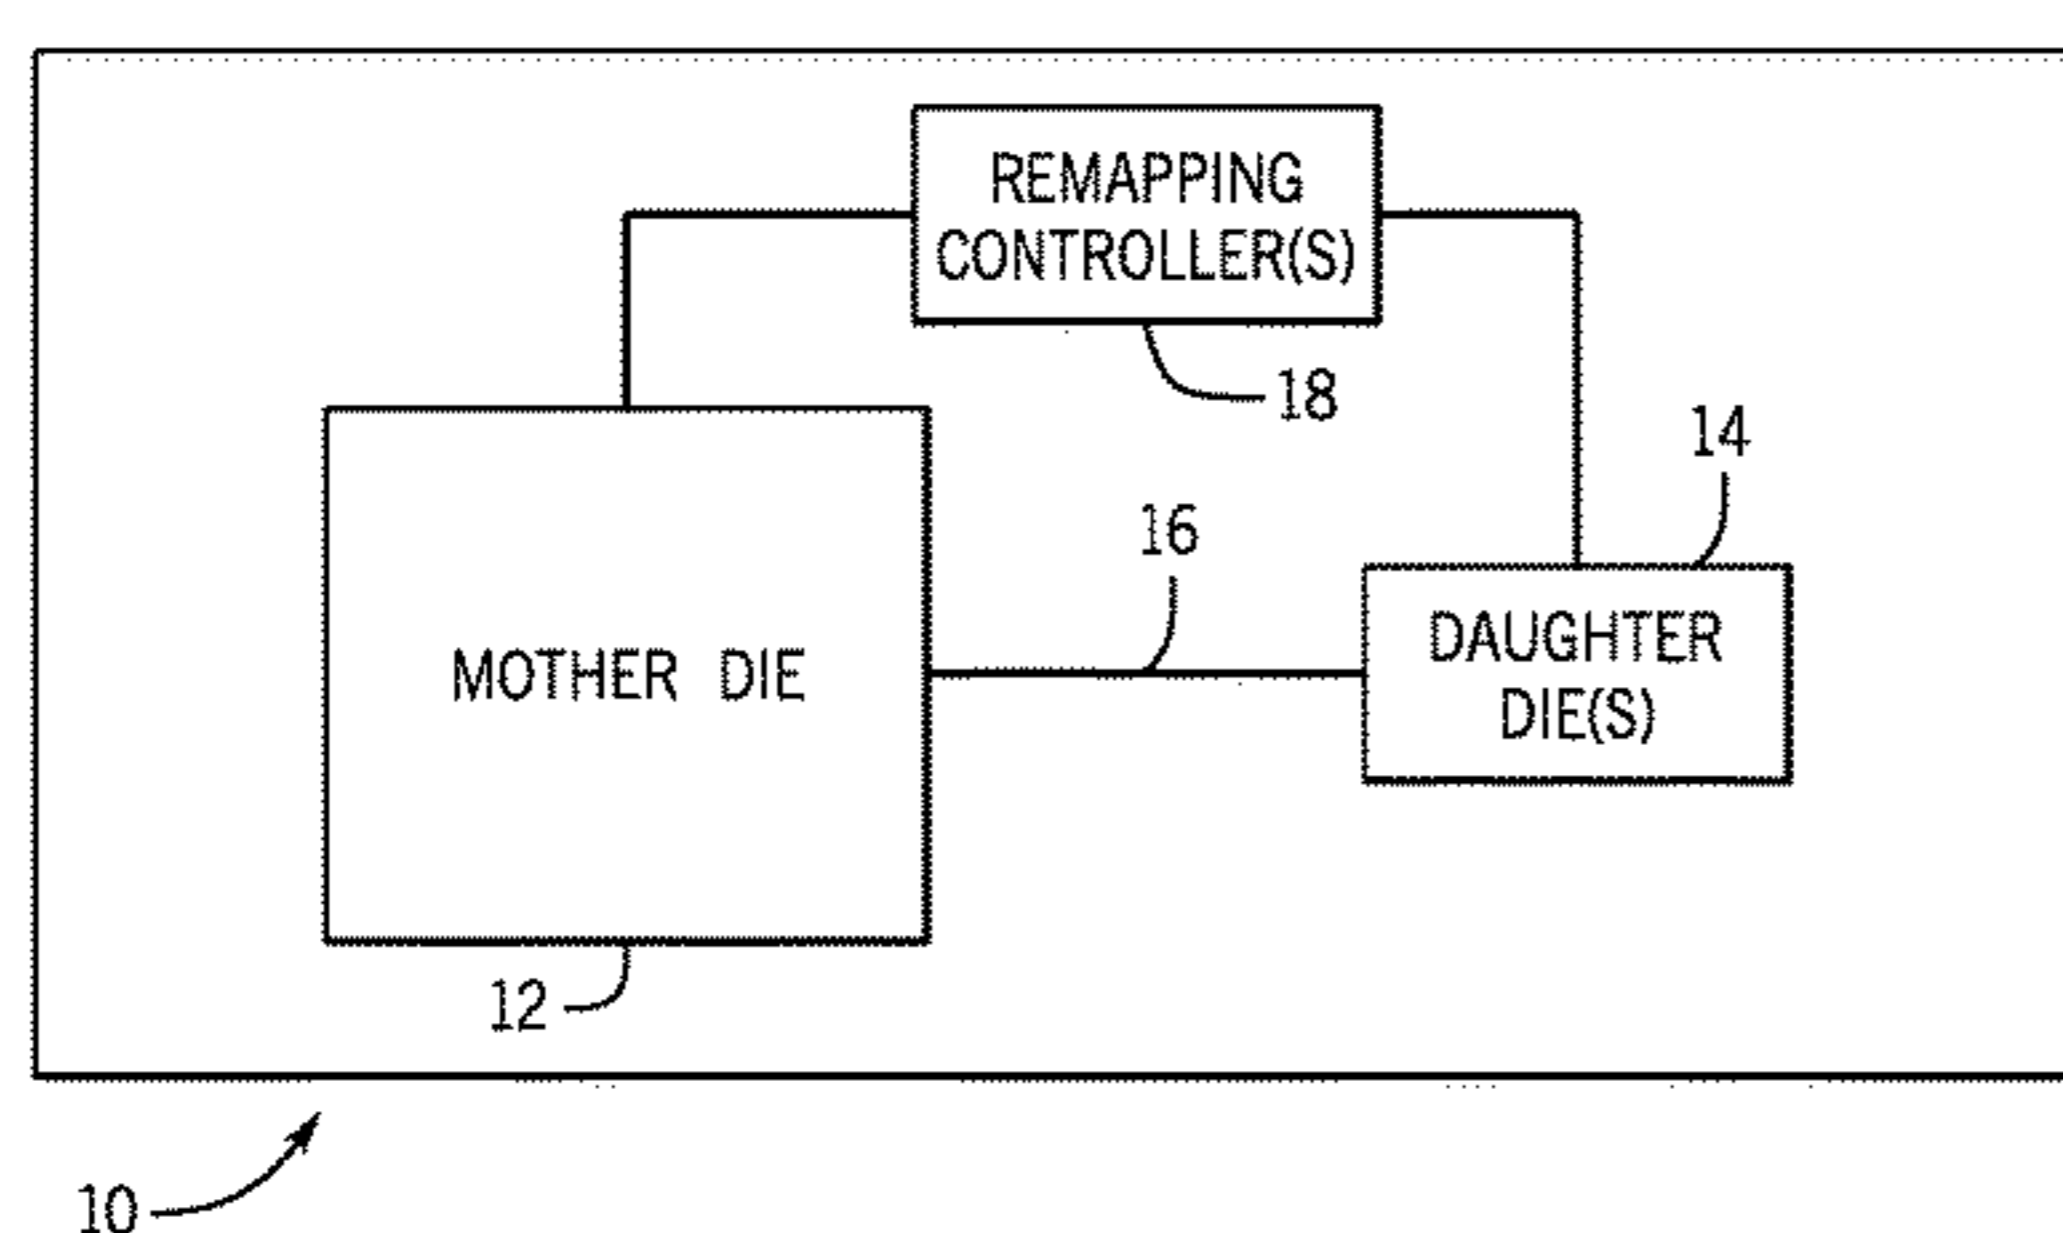 REMAPPING
CONTROLLER(S)
18
14
16
MOTHER DIE
DAUGHTER
DIE(S)
12
10